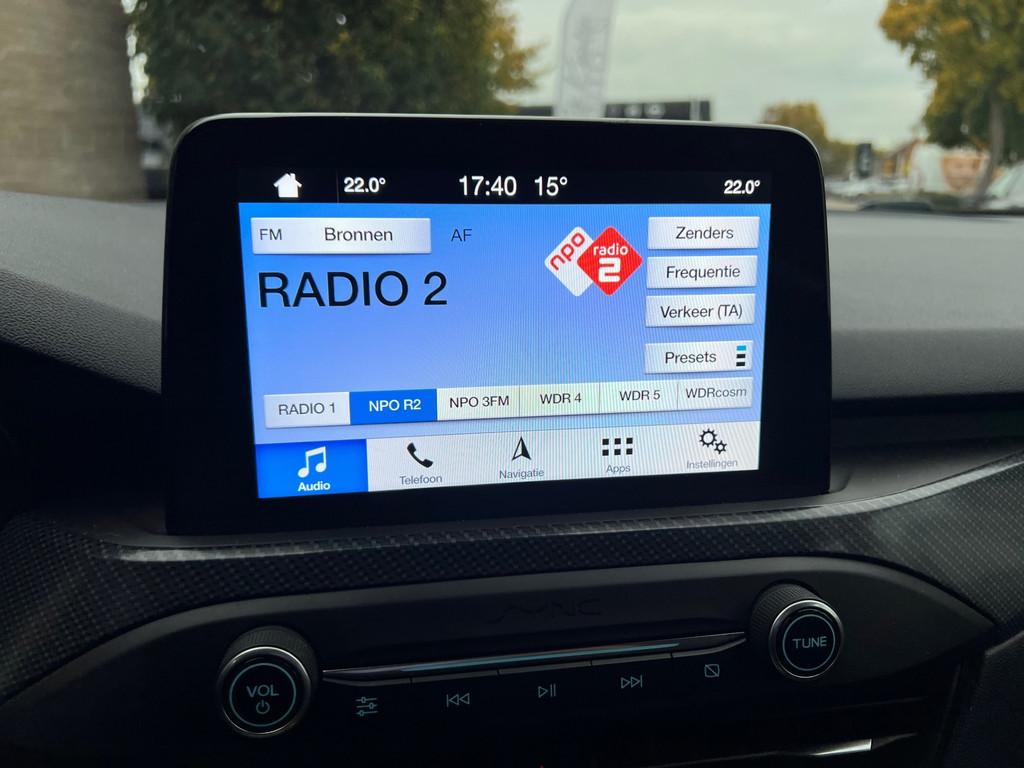 22.0° 17:40 15° 22.0°
FM Bronnen AF
npo radio 2
Zenders
RADIO 2
Frequentie
Verkeer (TA)
Presets
RADIO 1 NPO R2 NPO 3FM WDR 4 WDR 5 WDRcosm
Audio Telefoon Navigatie Apps Instellingen
SYNC
VOL
TUNE